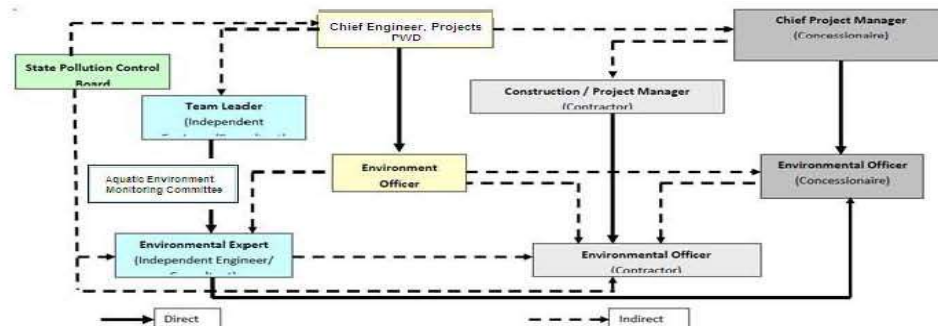 Chief Engineer, Projects
PWD
Chief Project Manager
(Concessionaire)
State Pollution Control
Board
Team Leader
(Independent
Construction / Project Manager
(Contractor)
Aquatic Environment
Monitoring Committee
Environment
Officer
Environmental Officer
(Concessionaire)
Environmental Expert
(Independent Engineer/
Environmental Officer
(Contractor)
Direct
Indirect